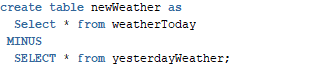 create table newWeather as
Select * from weatherToday
MINUS
SELECT * from yesterdayWeather;